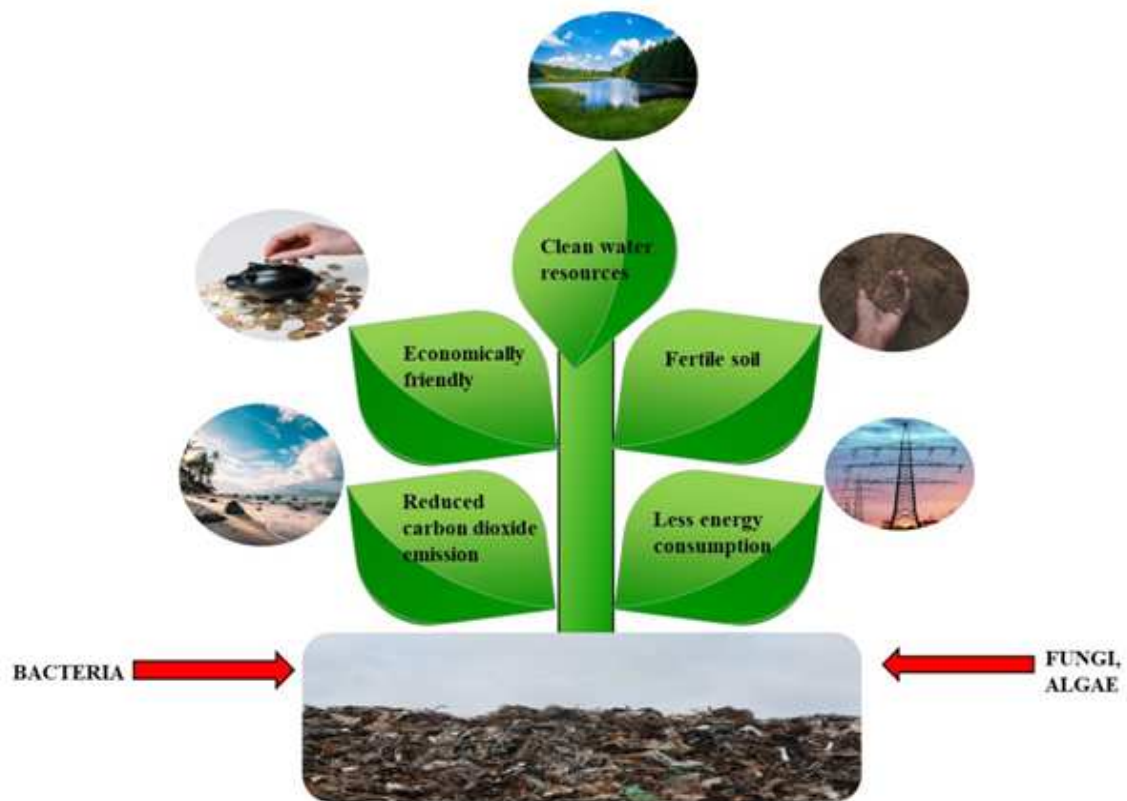 Clean water
resources
Economically
friendly
Fertile soil
Reduced
carbon dioxide
emission
Less energy
consumption
BACTERIA
FUNGI,
ALGAE